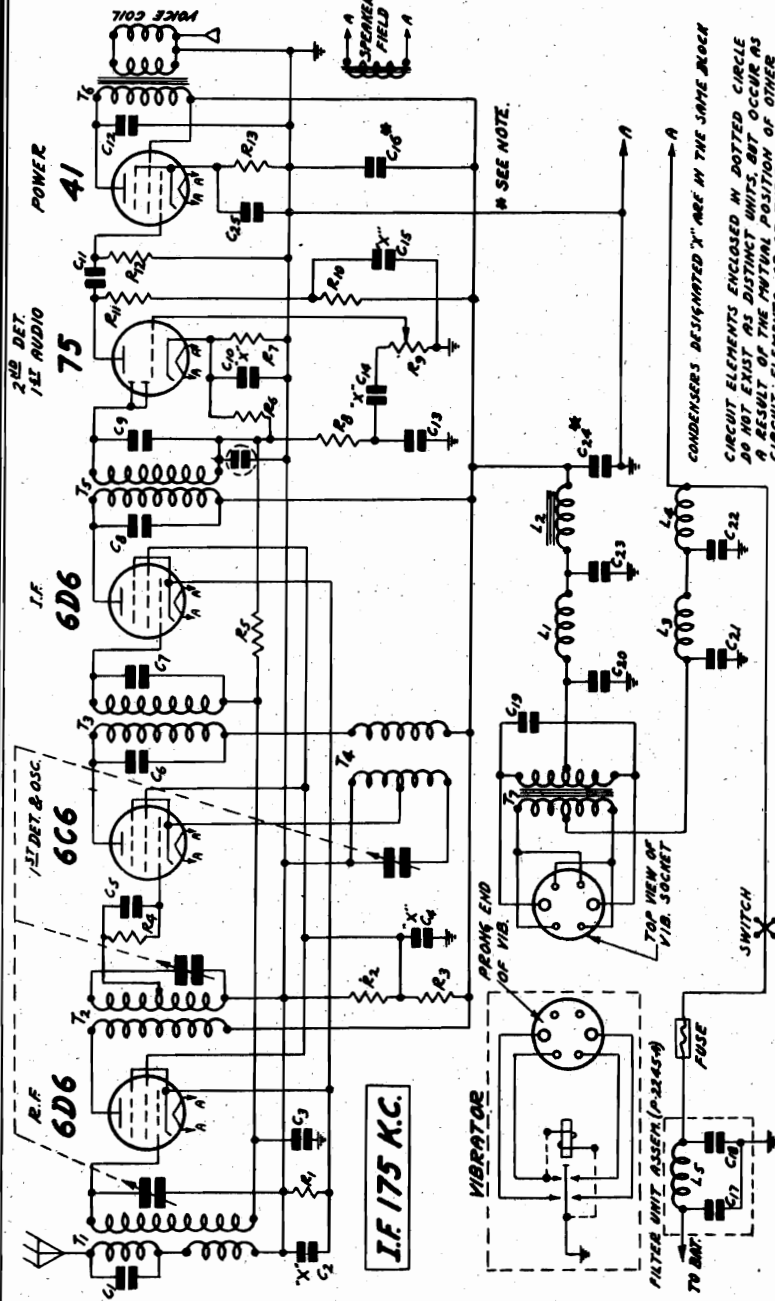 2ND DET.
1ST AUDIO
POWER
VOICE COIL
R.F.
1ST DET. & OSC.
I.F.
6D6
6C6
6D6
75
41
T1
C1
T2
C5
R4
T3
C6
C7
C8
T5
C9
C11
R11
R12
C12
T6
A
SPEAKER
FIELD
A
"X"
C2
R1
C3
R2
R3
"X"
C4
T4
R5
R6
C10
"X"
R7
R8
C13
"X"
C14
R9
R10
"X"
C15
C25
R13
C16*
* SEE NOTE.
I.F. 175 K.C.
VIBRATOR
PRONG END
OF VIB.
TOP VIEW OF
VIB. SOCKET
T7
C19
C20
L1
C23
L2
C24*
A
A
L3
C21
L4
C22
FILTER UNIT ASSEM. (P-2245-A)
TO BAT.
L5
C17
C18
FUSE
SWITCH
CONDENSERS DESIGNATED "X" ARE IN THE SAME BLOCK
CIRCUIT ELEMENTS ENCLOSED IN DOTTED CIRCLE
DO NOT EXIST AS DISTINCT UNITS, BUT OCCUR AS
A RESULT OF THE MUTUAL POSITION OF OTHER